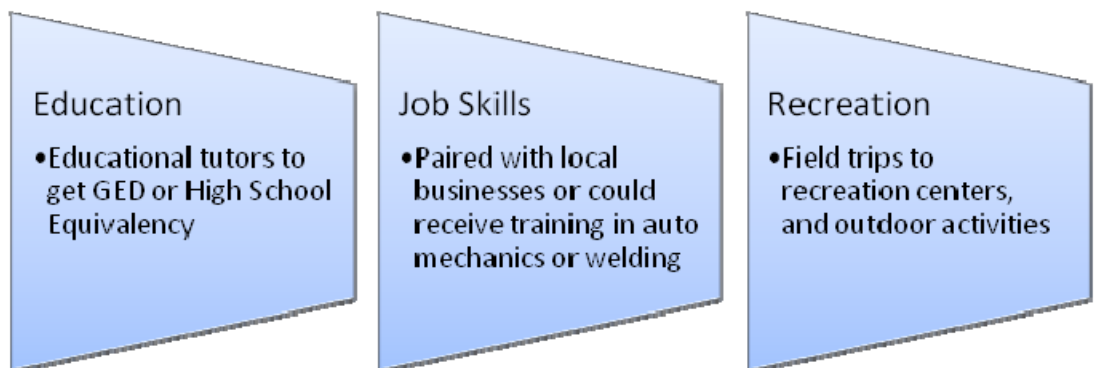 Education
•Educational tutors to
get GED or High School
Equivalency
Job Skills
•Paired with local
businesses or could
receive training in auto
mechanics or welding
Recreation
•Field trips to
recreation centers,
and outdoor activities